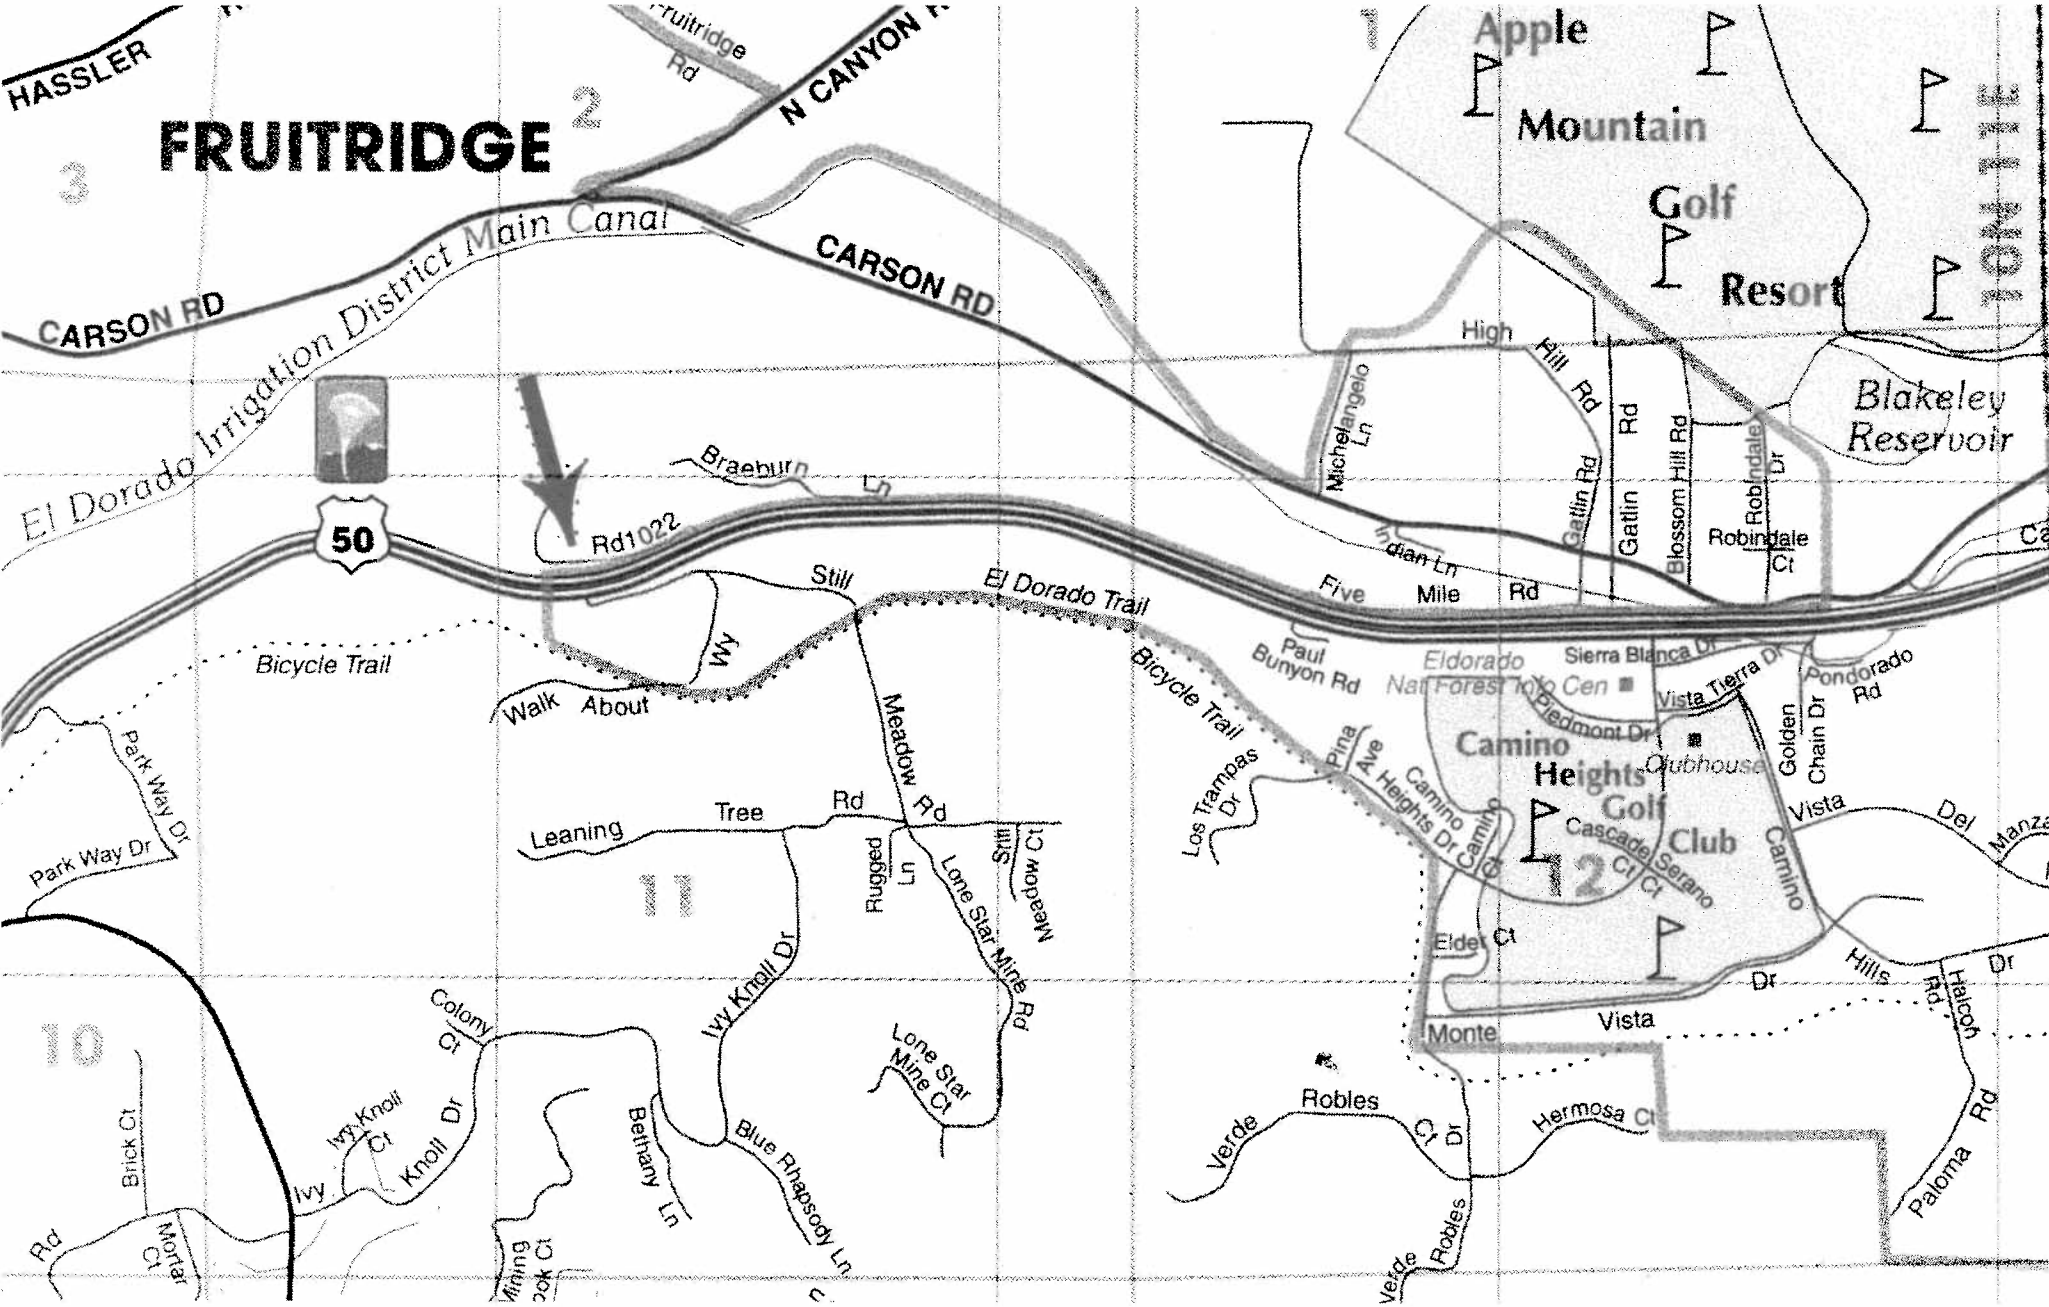 HASSLER
Fruitridge
Rd
N CANYON
1
Apple
Mountain
Golf
Resort
2
FRUITRIDGE
3
CARSON RD
El Dorado Irrigation District Main Canal
CARSON RD
High
Hill
Rd
Michelangelo
Ln
Gatlin Rd
Gatlin
Rd
Blossom Hill Rd
Robindale
Dr
Robindale
Ct
Blakeley
Reservoir
Braeburn
Ln
50
Rd1022
Indian Ln
Five
Mile
Rd
Ca
Still
Wy
El Dorado Trail
Bicycle Trail
Bicycle Trail
Walk
About
Meadow
Rd
Paul
Bunyon Rd
Eldorado
Nat Forest Info Cen
Sierra Blanca Dr
Vista Tierra Dr
Pondorado
Rd
Piedmont Dr
Golden
Chain Dr
Clubhouse
Camino
Heights
Golf
Club
Pina
Ave
Los Trampas
Dr
Camino
Heights Dr
Camino
Ct
Cascade
Ct
Serano
Ct
12
Camino
Vista
Del
Manza
Park Way Dr
Park Way Dr
Leaning
Tree
Rd
Rugged
Ln
Still
Meadow Ct
11
Lone Star Mine Rd
Lone Star
Mine Ct
Ivy Knoll Dr
Elder Ct
Hills
Dr
Halcon
Rd
Dr
Vista
Monte
10
Colony
Ct
Brick Ct
Ivy Knoll
Ct
Ivy
Knoll
Dr
Bethany
Ln
Blue Rhapsody Ln
Verde
Robles
Ct
Dr
Hermosa Ct
Paloma
Rd
Rd
Mortar
Ct
Mining
Robles
Verde